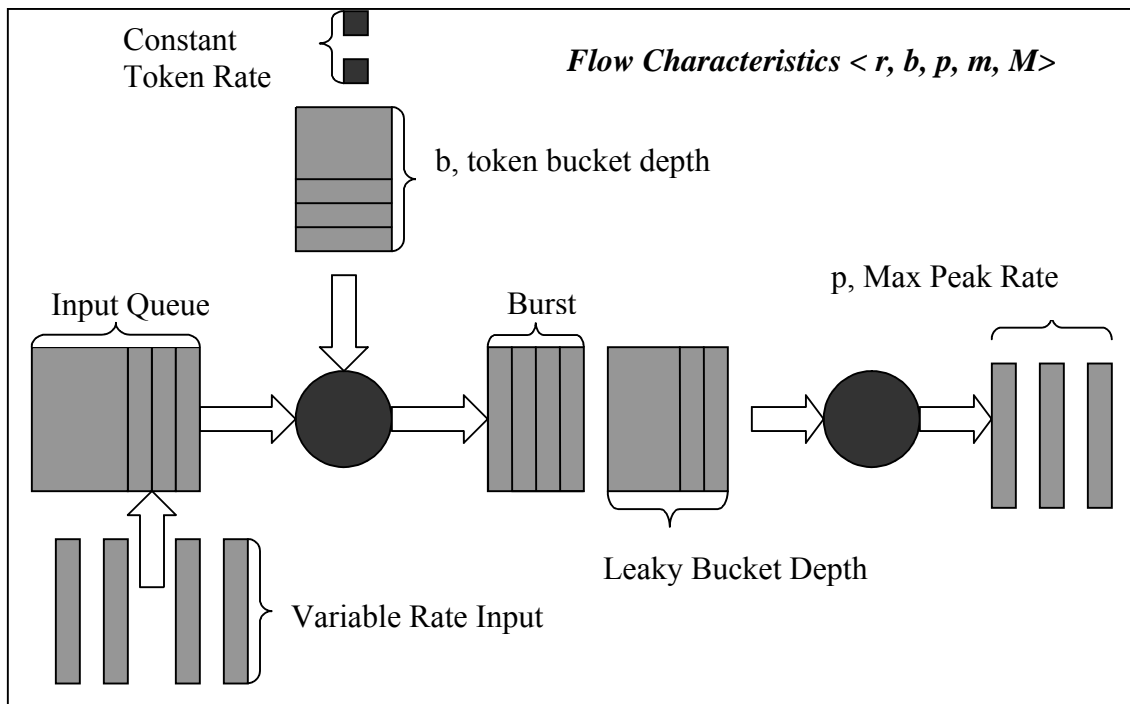 Constant
Token Rate
Flow Characteristics < r, b, p, m, M>
b, token bucket depth
p, Max Peak Rate
Input Queue
Burst
Leaky Bucket Depth
Variable Rate Input